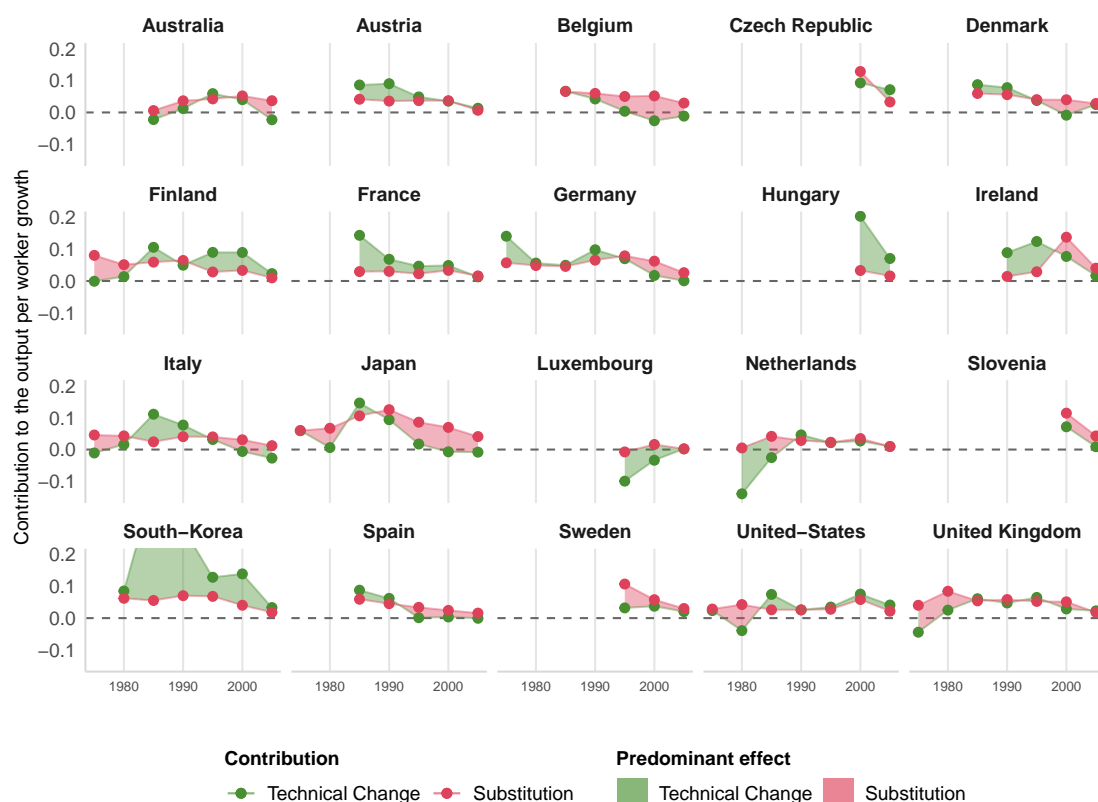 Australia Austria Belgium Czech Republic Denmark
0.2
0.1
0.0
−0.1
Finland France Germany Hungary Ireland
0.2
0.1
0.0
−0.1
Italy Japan Luxembourg Netherlands Slovenia
0.2
0.1
0.0
−0.1
South−Korea Spain Sweden United−States United Kingdom
0.2
0.1
0.0
−0.1
1980 1990 2000 1980 1990 2000 1980 1990 2000 1980 1990 2000 1980 1990 2000
Contribution to the output per worker growth
Contribution Predominant effect
Technical Change Substitution Technical Change Substitution